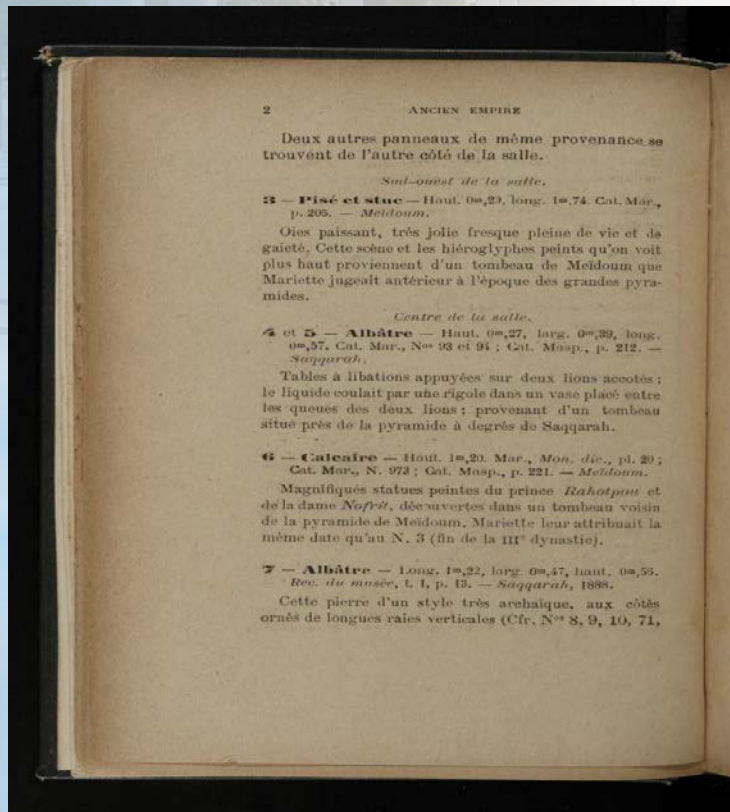 2 ANCIEN EMPIRE
Deux autres panneaux de même provenance se
trouvent de l'autre côté de la salle.
Sud-ouest de la salle.
3 — Pisé et stuc — Haut. 0m,29, long. 1m,74. Cat. Mar.,
p. 205. — Meïdoum.
Oies paissant, très jolie fresque pleine de vie et de
gaieté. Cette scène et les hiéroglyphes peints qu'on voit
plus haut proviennent d'un tombeau de Meïdoum que
Mariette jugeait antérieur à l'époque des grandes pyra-
mides.
Centre de la salle.
4 et 5 — Albâtre — Haut. 0m,27, larg. 0m,39, long.
0m,57. Cat. Mar., Nos 93 et 94 ; Cat. Masp., p. 212. —
Saqqarah.
Tables à libations appuyées sur deux lions accotés ;
le liquide coulait par une rigole dans un vase placé entre
les queues des deux lions ; provenant d'un tombeau
situé près de la pyramide à degrés de Saqqarah.
6 — Calcaire — Haut. 1m,20. Mar., Mon. div., pl. 20 ;
Cat. Mar., N. 973 ; Cat. Masp., p. 221. — Meïdoum.
Magnifiques statues peintes du prince Rahotpou et
de la dame Nofrit, découvertes dans un tombeau voisin
de la pyramide de Meïdoum. Mariette leur attribuait la
même date qu'au N. 3 (fin de la IIIe dynastie).
7 — Albâtre — Long. 1m,22, larg. 0m,47, haut. 0m,56.
Rec. du musée, t. I, p. 13. — Saqqarah, 1888.
Cette pierre d'un style très archaïque, aux côtés
ornés de longues raies verticales (Cfr. Nos 8, 9, 10, 71,